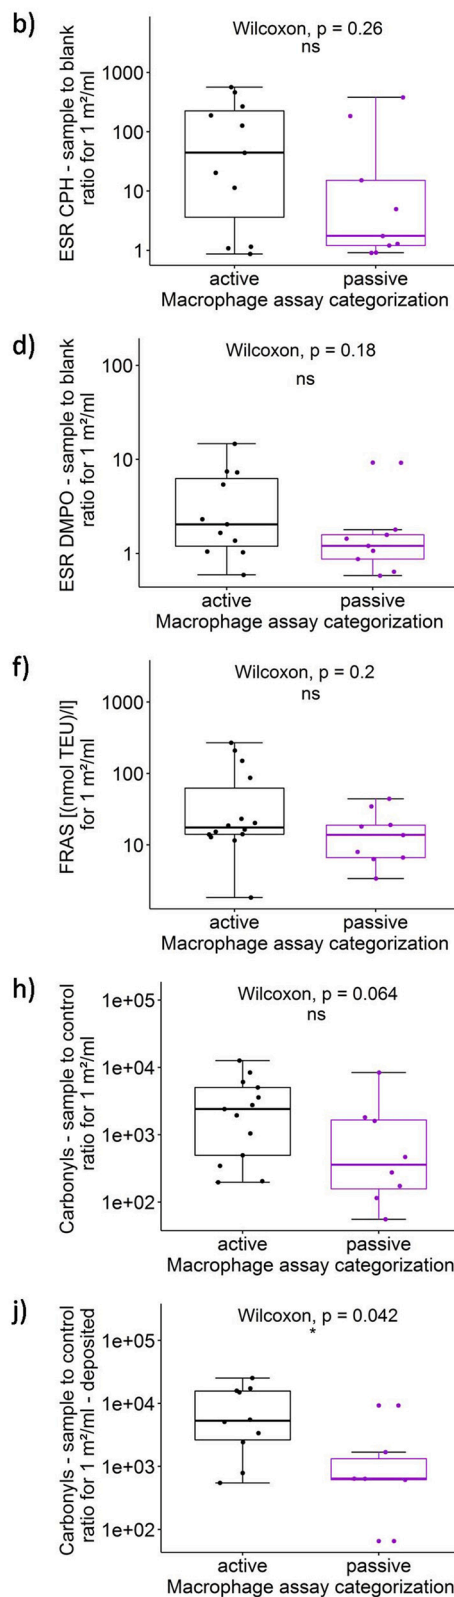 b)
Wilcoxon, p = 0.26
ns
ESR CPH - sample to blank
ratio for 1 m²/ml
1000
100
10
1
active
passive
Macrophage assay categorization
d)
Wilcoxon, p = 0.18
ns
ESR DMPO - sample to blank
ratio for 1 m²/ml
100
10
1
active
passive
Macrophage assay categorization
f)
Wilcoxon, p = 0.2
ns
FRAS [(nmol TEU)/l]
for 1 m²/ml
1000
100
10
active
passive
Macrophage assay categorization
h)
Wilcoxon, p = 0.064
ns
Carbonyls - sample to control
ratio for 1 m²/ml
1e+05
1e+04
1e+03
1e+02
active
passive
Macrophage assay categorization
j)
Wilcoxon, p = 0.042
*
Carbonyls - sample to control
ratio for 1 m²/ml - deposited
1e+05
1e+04
1e+03
1e+02
active
passive
Macrophage assay categorization